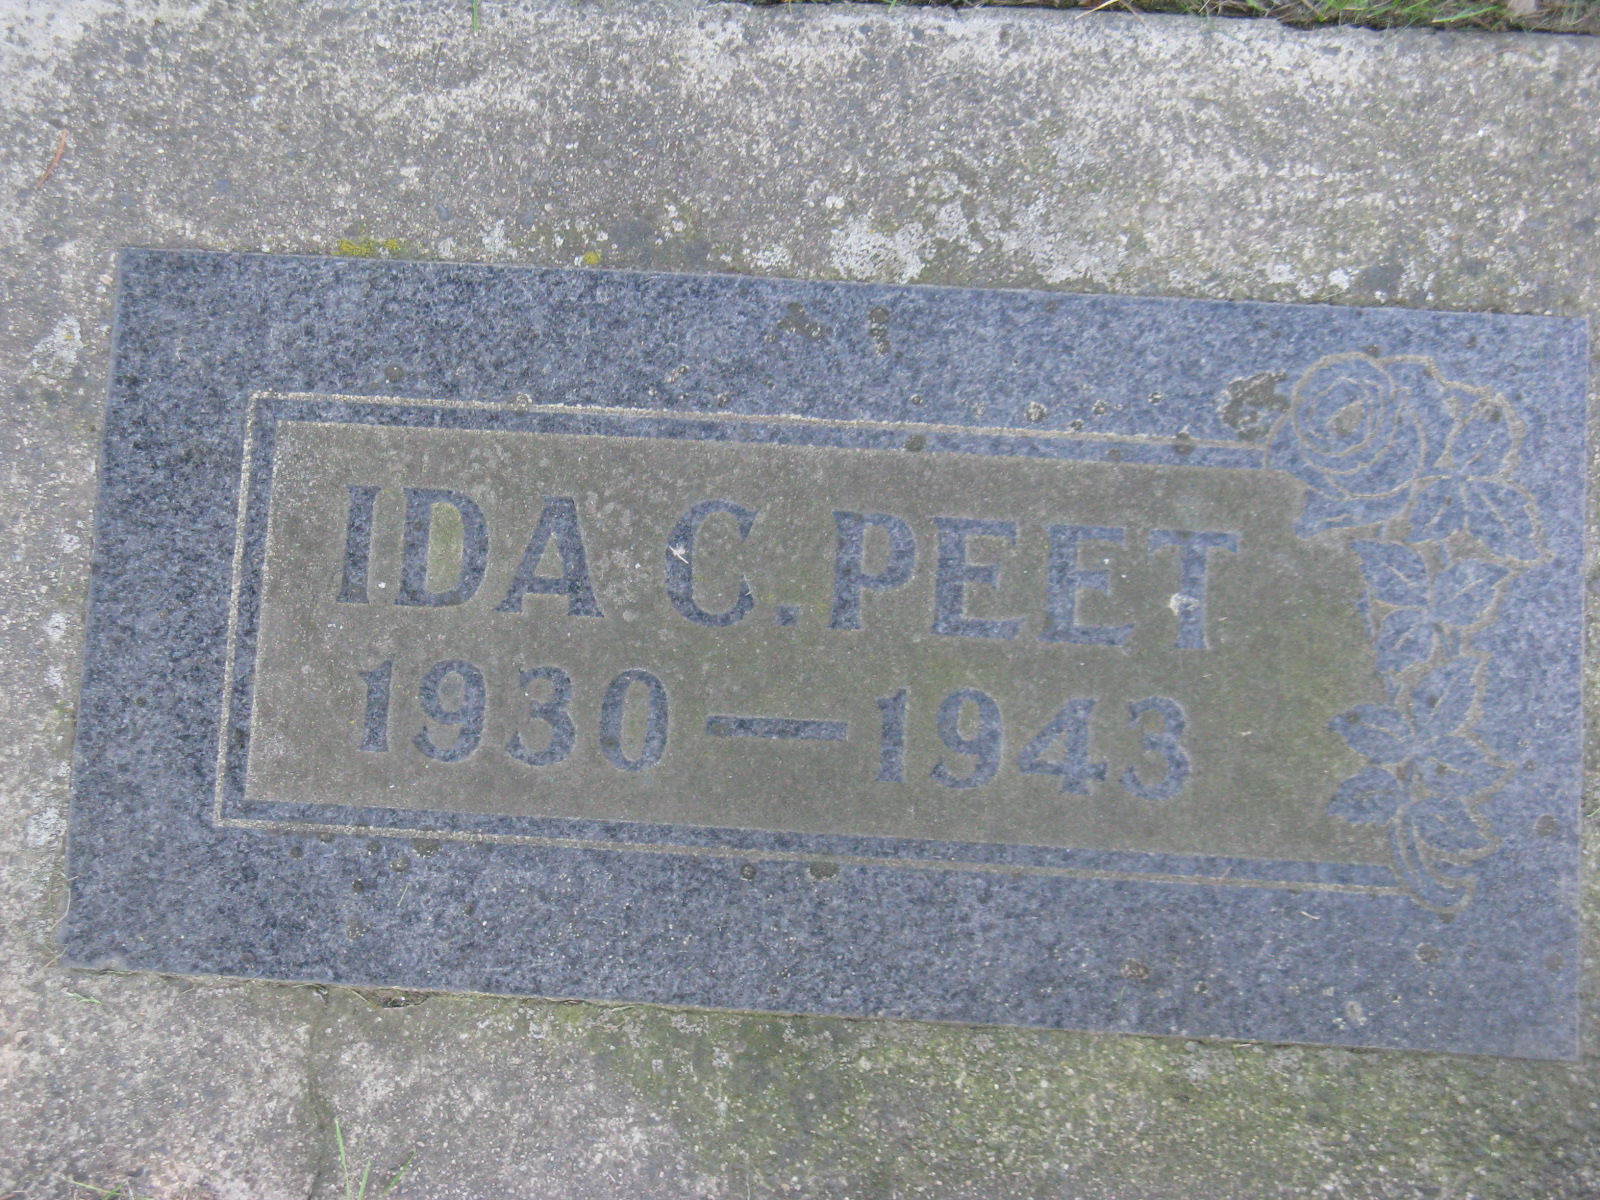 IDA C. PEET
1930 — 1943